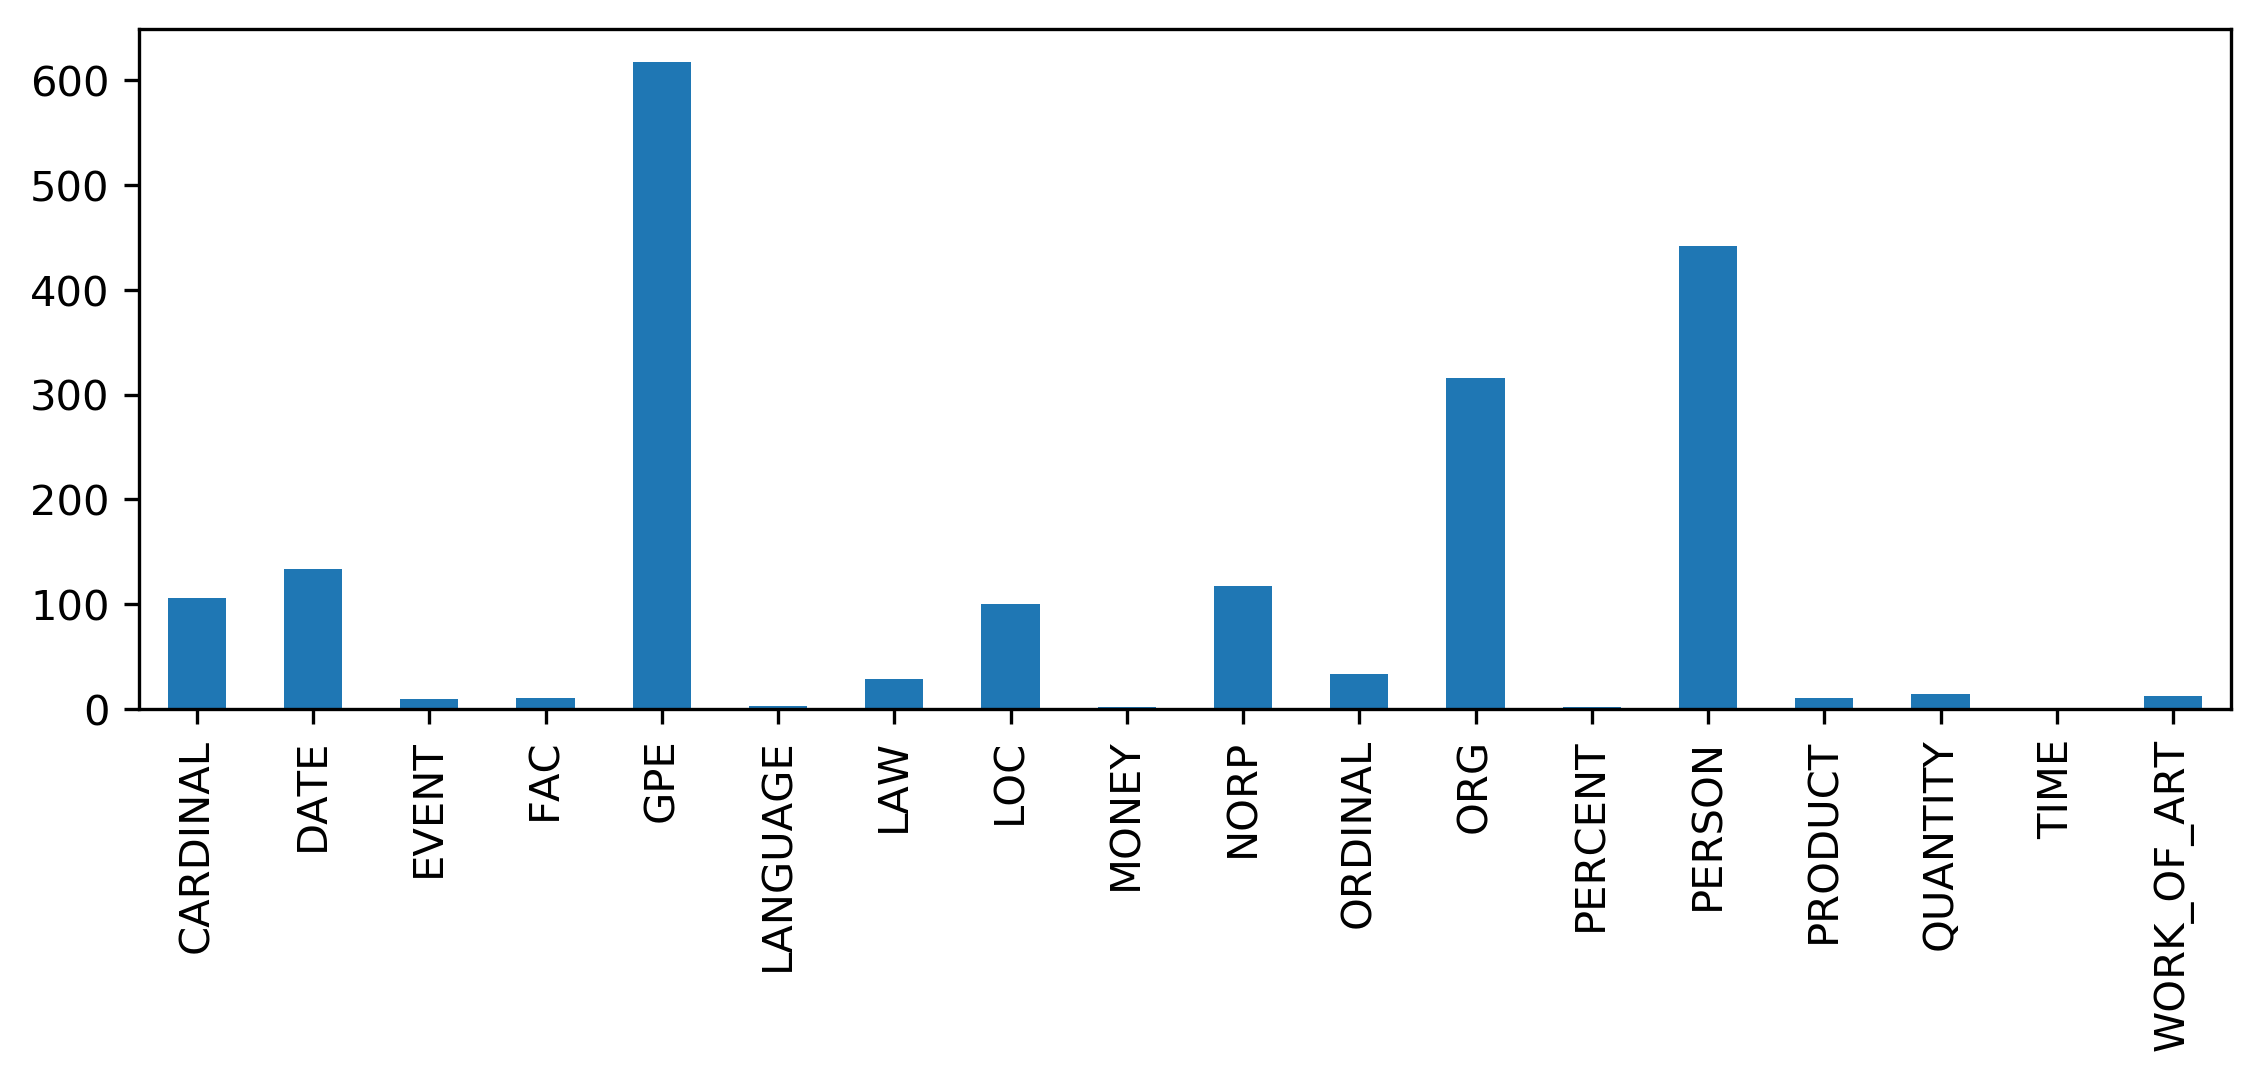 600
500
400
300
200
100
0
CARDINAL
DATE
EVENT
FAC
GPE
LANGUAGE
LAW
LOC
MONEY
NORP
ORDINAL
ORG
PERCENT
PERSON
PRODUCT
QUANTITY
TIME
WORK_OF_ART